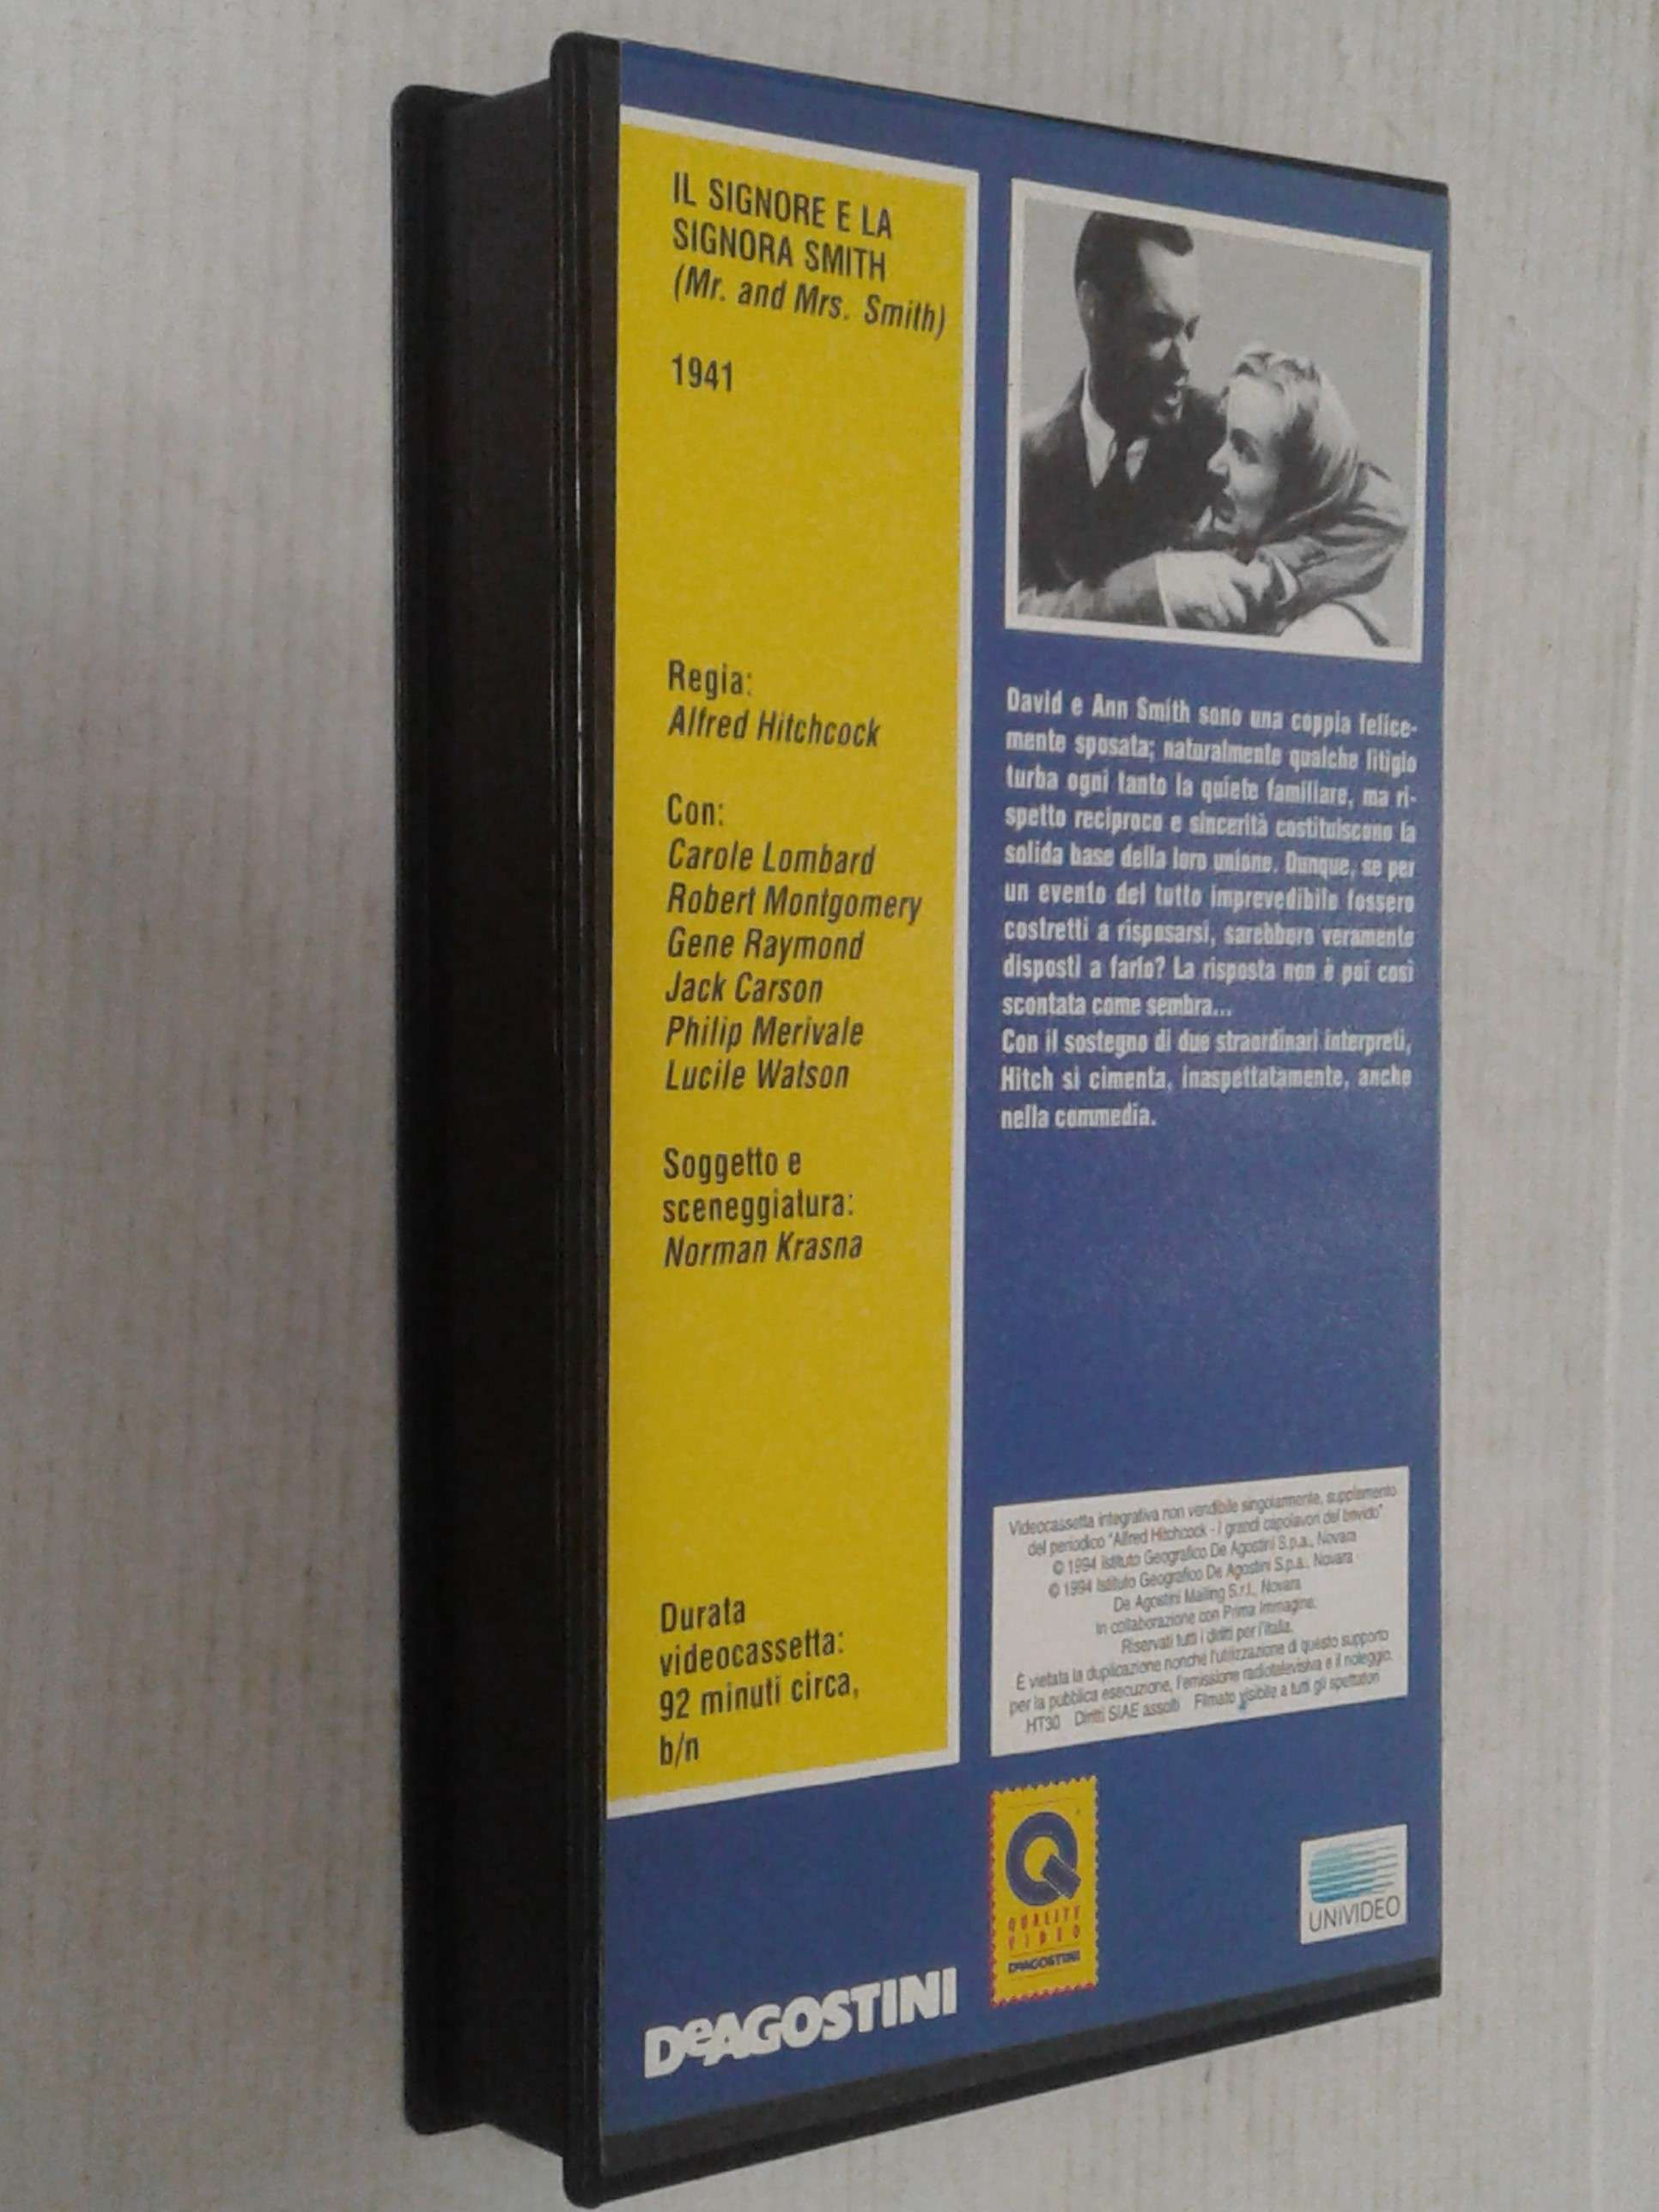 IL SIGNORE E LA
SIGNORA SMITH
(Mr. and Mrs. Smith)
1941
Regia:
Alfred Hitchcock
Con:
Carole Lombard
Robert Montgomery
Gene Raymond
Jack Carson
Philip Merivale
Lucile Watson
Soggetto e
sceneggiatura:
Norman Krasna
Durata
videocassetta:
92 minuti circa,
b/n
David e Ann Smith sono una coppia felice-
mente sposata; naturalmente qualche litigio
turba ogni tanto la quiete familiare, ma ri-
spetto reciproco e sincerità costituiscono la
solida base della loro unione. Dunque, se per
un evento del tutto imprevedibile fossero
costretti a risposarsi, sarebbero veramente
disposti a farlo? La risposta non è poi così
scontata come sembra...
Con il sostegno di due straordinari interpreti,
Hitch si cimenta, inaspettatamente, anche
nella commedia.
Videocassetta integrativa non vendibile singolarmente, supplemento
del periodico "Alfred Hitchcock - I grandi capolavori del brivido"
© 1994 Istituto Geografico De Agostini S.p.a., Novara
© 1994 Istituto Geografico De Agostini S.p.a., Novara -
De Agostini Mailing S.r.l., Novara
In collaborazione con Prima Immagine.
Riservati tutti i diritti per l'Italia.
È vietata la duplicazione nonché l'utilizzazione di questo supporto
per la pubblica esecuzione, l'emissione radiotelevisiva e il noleggio.
HT30 Diritti SIAE assolti Filmato visibile a tutti gli spettatori
Q
QUALITY
VIDEO
DEAGOSTINI
UNIVIDEO
DeAGOSTINI